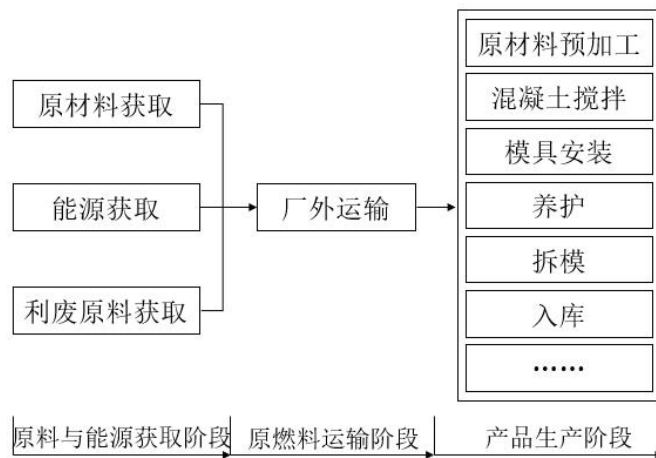 原材料获取
能源获取
利废原料获取
厂外运输
原材料预加工
混凝土搅拌
模具安装
养护
拆模
入库
……
原料与能源获取阶段
原燃料运输阶段
产品生产阶段